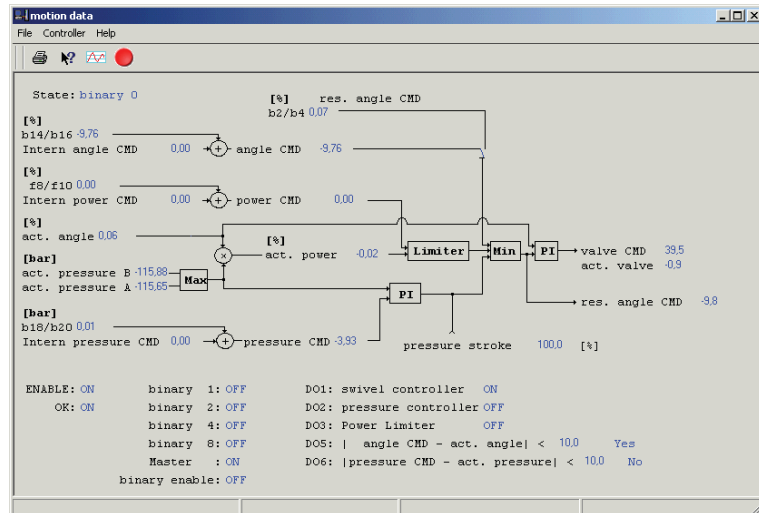 motion data
File Controller Help
State: binary 0
[%] res. angle CMD
b2/b4 0,07
[%]
b14/b16 -9,76
Intern angle CMD 0,00 + angle CMD -9,76
[%]
f8/f10 0,00
Intern power CMD 0,00 + power CMD 0,00
[%]
act. angle 0,06
[%]
× act. power -0,02 Limiter Min PI valve CMD 39,5
act. valve -0,9
[bar]
act. pressure B -115,88
act. pressure A -115,65 Max
PI
res. angle CMD -9,8
[bar]
b18/b20 0,01
Intern pressure CMD 0,00 + pressure CMD -3,93
pressure stroke 100,0 [%]
ENABLE: ON binary 1: OFF DO1: swivel controller ON
OK: ON binary 2: OFF DO2: pressure controller OFF
binary 4: OFF DO3: Power Limiter OFF
binary 8: OFF DO5: | angle CMD - act. angle| < 10,0 Yes
Master : ON DO6: |pressure CMD - act. pressure| < 10,0 No
binary enable: OFF